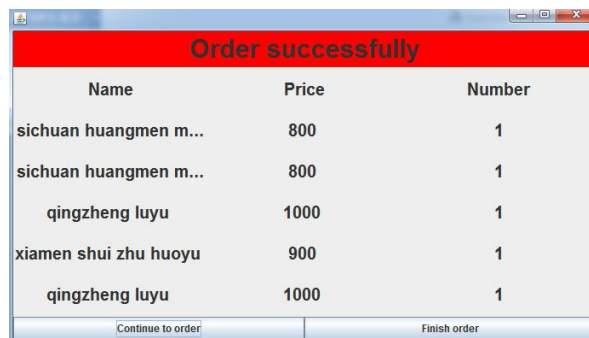 Order successfully
Name Price Number
sichuan huangmen m... 800 1
sichuan huangmen m... 800 1
qingzheng luyu 1000 1
xiamen shui zhu huoyu 900 1
qingzheng luyu 1000 1
Continue to order Finish order